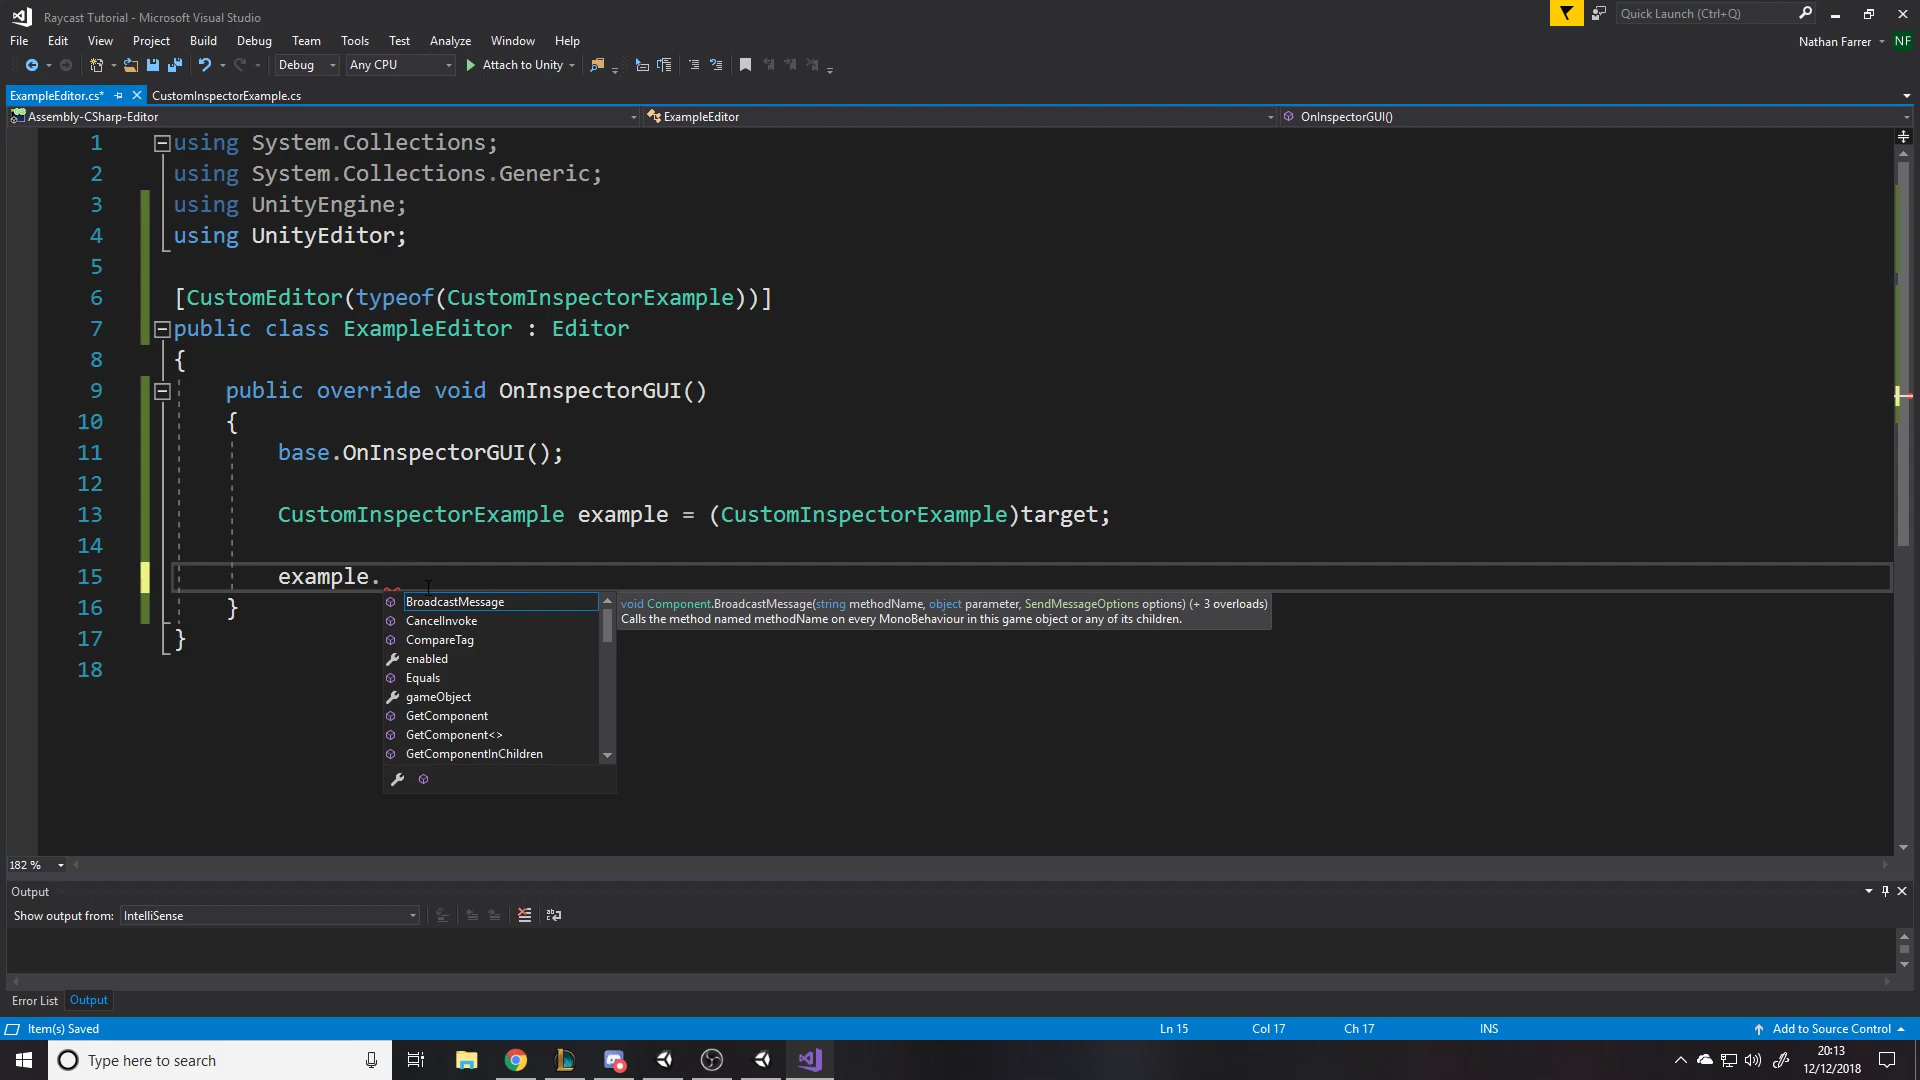 Raycast Tutorial - Microsoft Visual Studio
Quick Launch (Ctrl+Q)
File Edit View Project Build Debug Team Tools Test Analyze Window Help
Nathan Farrer NF
Debug Any CPU Attach to Unity
ExampleEditor.cs* CustomInspectorExample.cs
Assembly-CSharp-Editor ExampleEditor OnInspectorGUI()
1 using System.Collections;
2 using System.Collections.Generic;
3 using UnityEngine;
4 using UnityEditor;
5
6 [CustomEditor(typeof(CustomInspectorExample))]
7 public class ExampleEditor : Editor
8 {
9 public override void OnInspectorGUI()
10 {
11 base.OnInspectorGUI();
12
13 CustomInspectorExample example = (CustomInspectorExample)target;
14
15 example.
16 }
17 }
18
BroadcastMessage
CancelInvoke
CompareTag
enabled
Equals
gameObject
GetComponent
GetComponent<>
GetComponentInChildren
void Component.BroadcastMessage(string methodName, object parameter, SendMessageOptions options) (+ 3 overloads)
Calls the method named methodName on every MonoBehaviour in this game object or any of its children.
182 %
Output
Show output from: IntelliSense
Error List Output
Item(s) Saved Ln 15 Col 17 Ch 17 INS Add to Source Control
Type here to search
20:13
12/12/2018